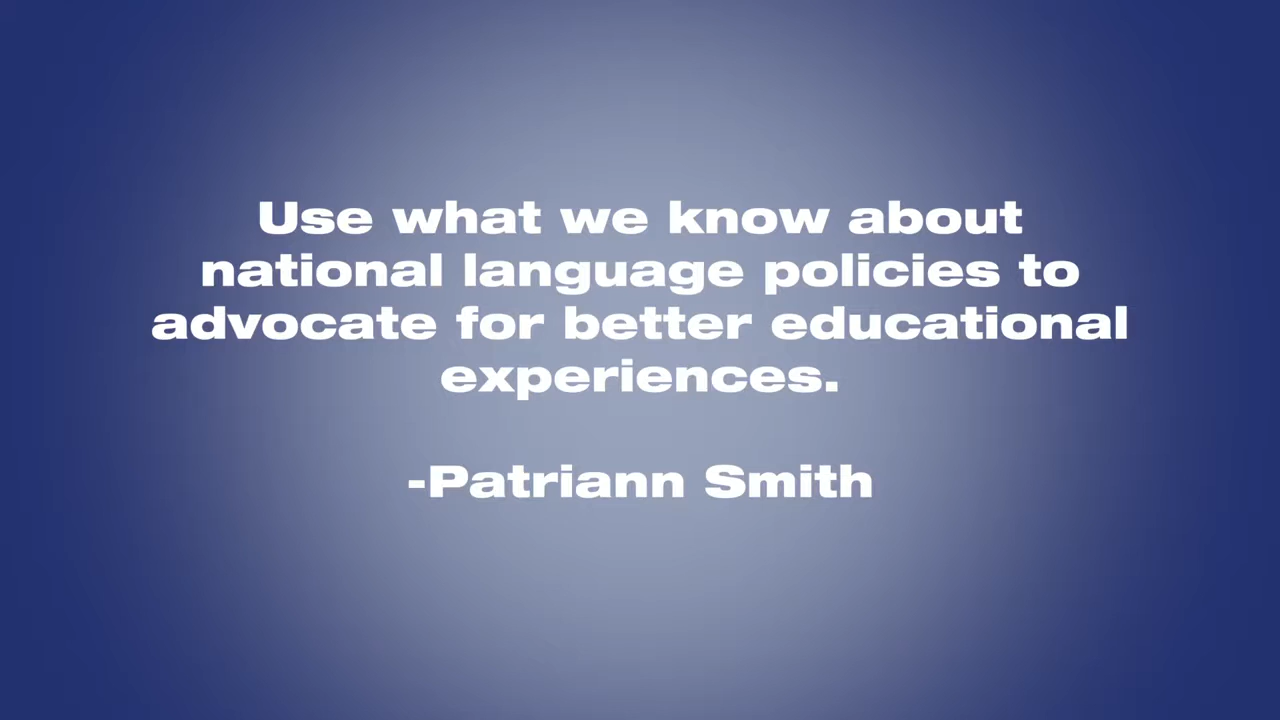 Use what we know about
national language policies to
advocate for better educational
experiences.
-Patriann Smith